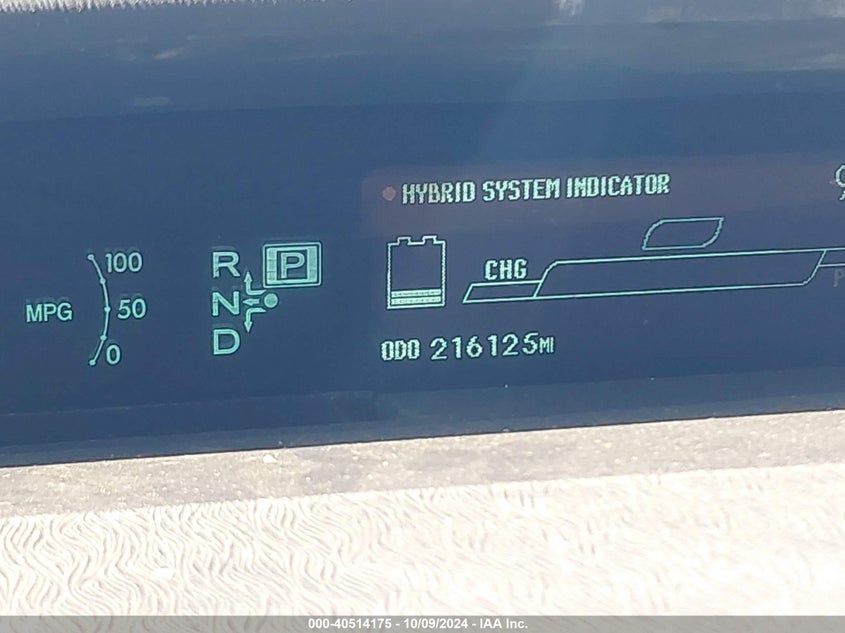 HYBRID SYSTEM INDICATOR
100
R P
CHG
MPG 50
N
0
D
ODO 216125MI
000-40514175 - 10/09/2024 - IAA Inc.